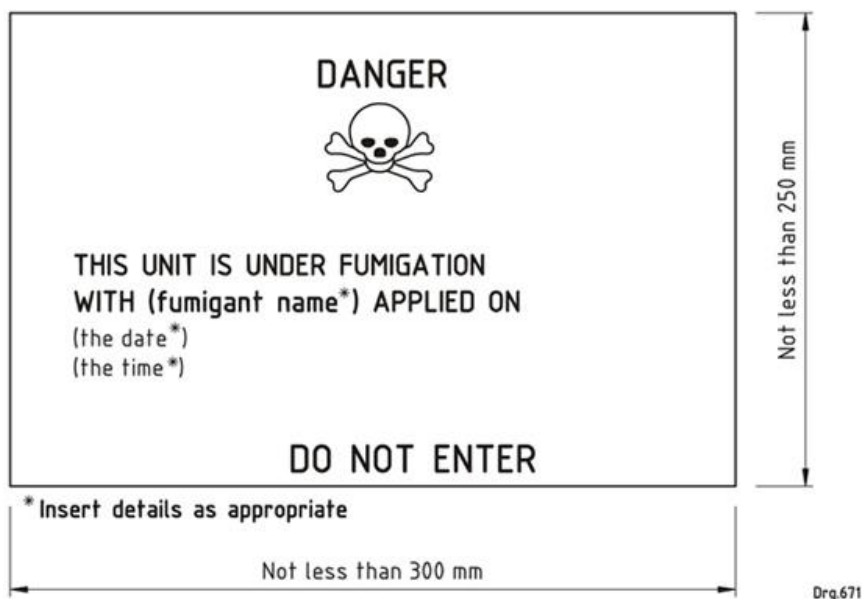 DANGER
THIS UNIT IS UNDER FUMIGATION
WITH (fumigant name*) APPLIED ON
(the date*)
(the time*)
DO NOT ENTER
Not less than 250 mm
* Insert details as appropriate
Not less than 300 mm
Drg.671